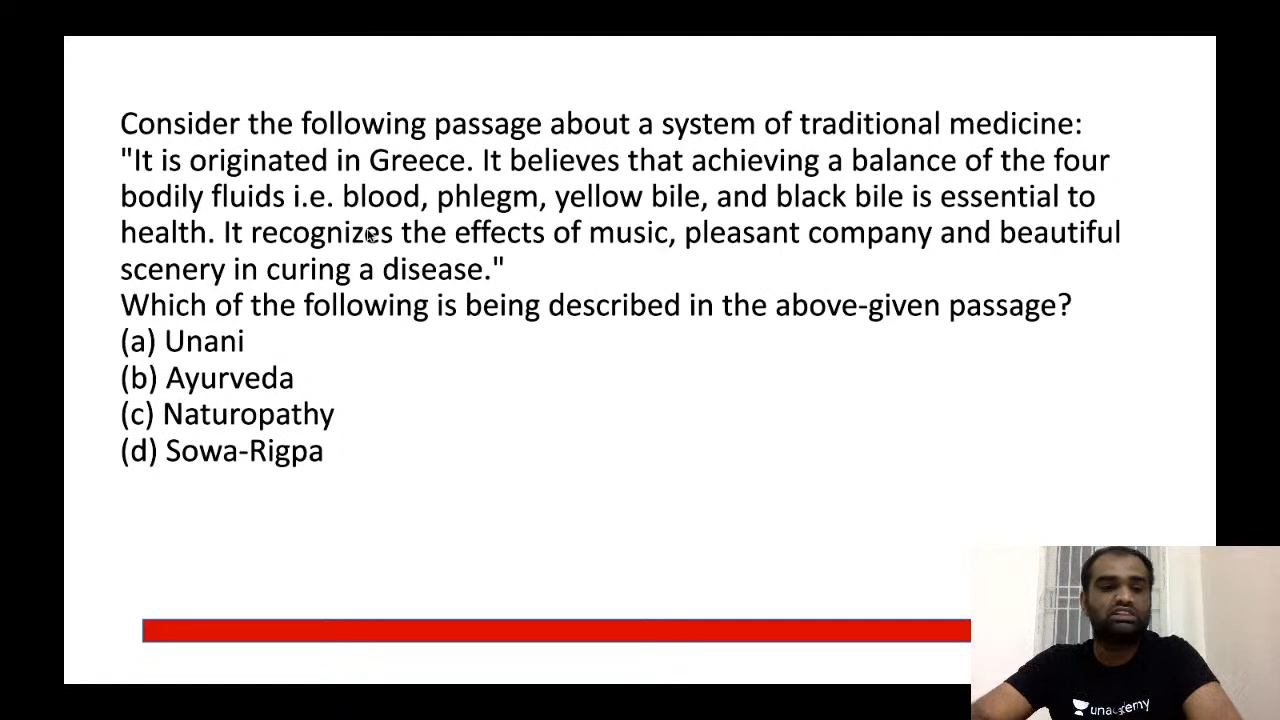 Consider the following passage about a system of traditional medicine:
"It is originated in Greece. It believes that achieving a balance of the four
bodily fluids i.e. blood, phlegm, yellow bile, and black bile is essential to
health. It recognizes the effects of music, pleasant company and beautiful
scenery in curing a disease."
Which of the following is being described in the above-given passage?
(a) Unani
(b) Ayurveda
(c) Naturopathy
(d) Sowa-Rigpa
unacademy